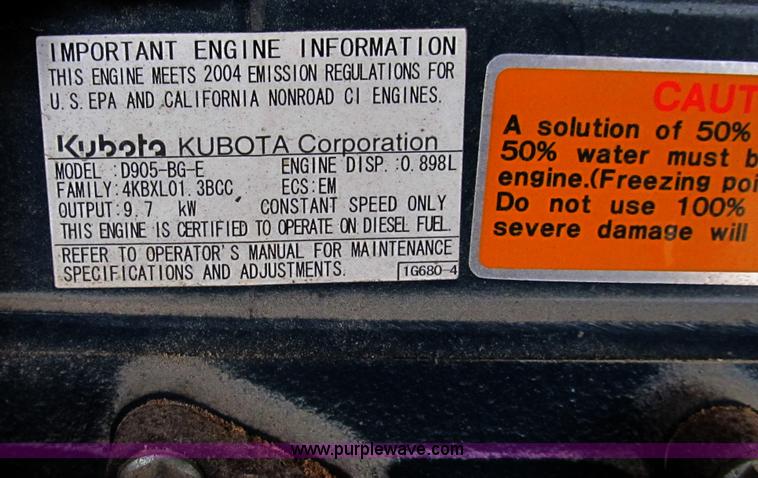 IMPORTANT ENGINE INFORMATION
THIS ENGINE MEETS 2004 EMISSION REGULATIONS FOR
U.S. EPA AND CALIFORNIA NONROAD CI ENGINES.
Kubota KUBOTA Corporation
MODEL :D905-BG-E ENGINE DISP.:0.898L
FAMILY:4KBXL01.3BCC ECS:EM
OUTPUT:9.7 kW CONSTANT SPEED ONLY
THIS ENGINE IS CERTIFIED TO OPERATE ON DIESEL FUEL.
REFER TO OPERATOR'S MANUAL FOR MAINTENANCE
SPECIFICATIONS AND ADJUSTMENTS. 1G680-4
CAUT
A solution of 50%
50% water must b
engine.(Freezing poi
Do not use 100%
severe damage will
www.purplewave.com